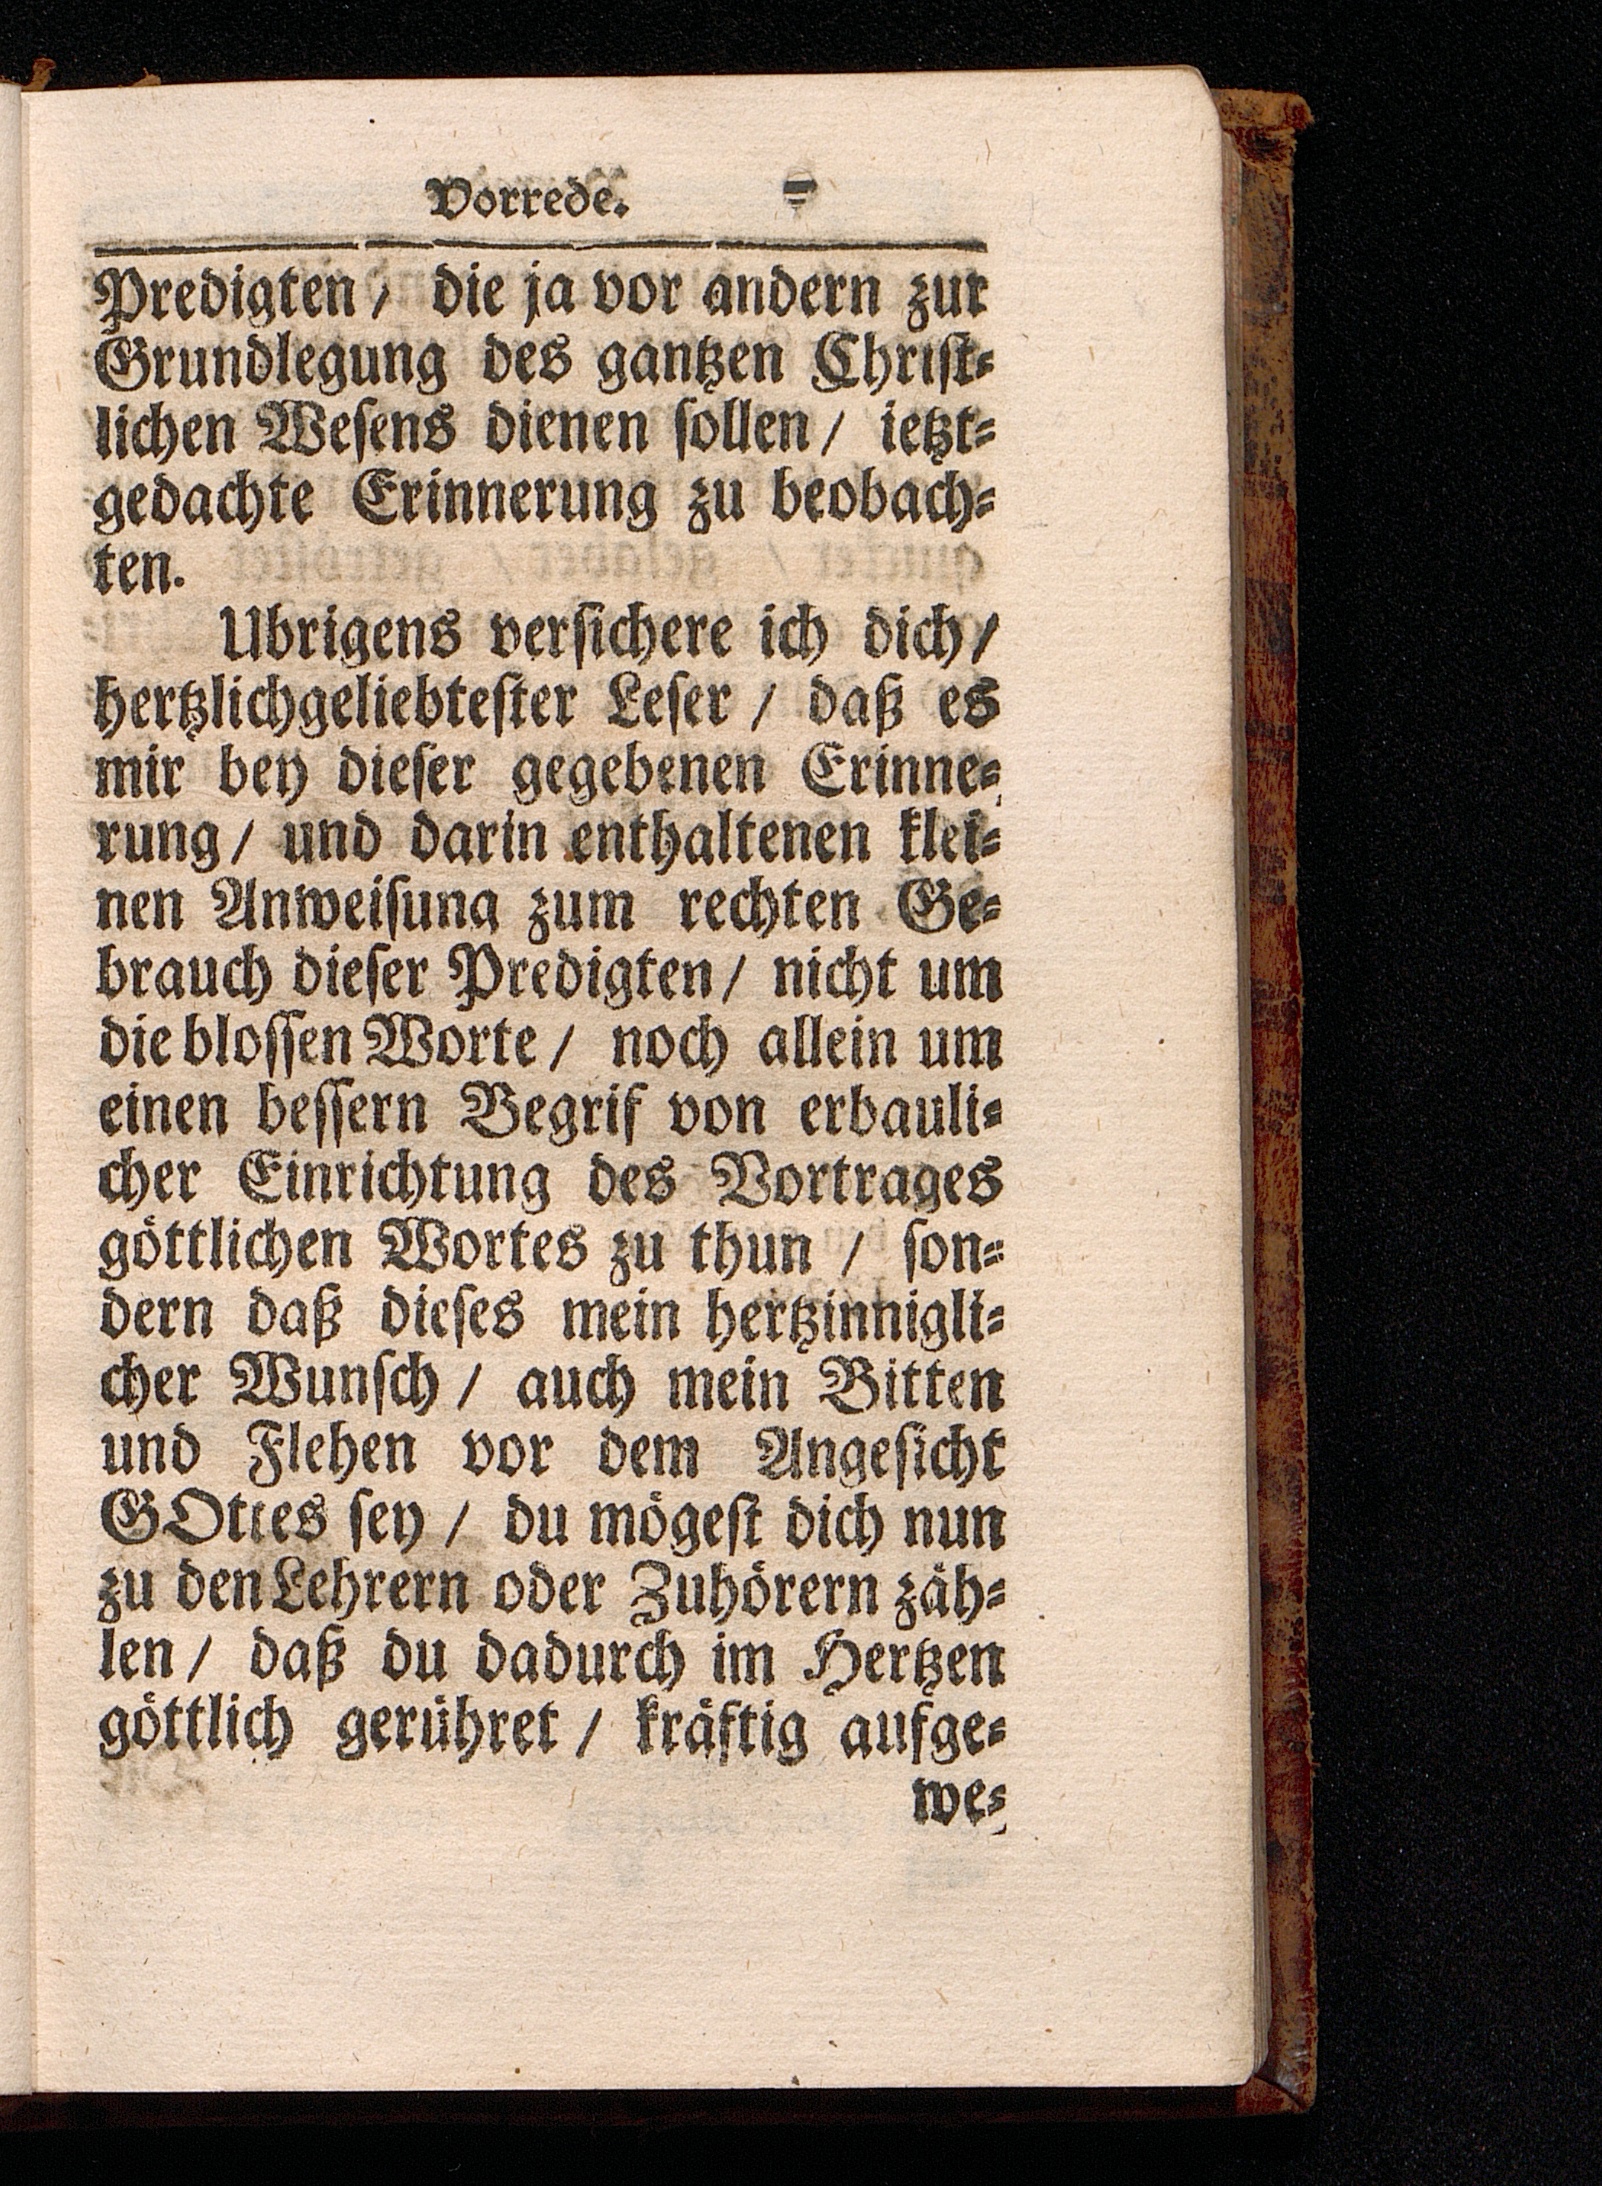 Vorrede.
Predigten / die ja vor andern zur
Grundlegung des gantzen Christ-
lichen Wesens dienen sollen / ietzt-
gedachte Erinnerung zu beobach-
ten.
Ubrigens versichere ich dich /
hertzlichgeliebtester Leser / daß es
mir bey dieser gegebenen Erinne-
rung / und darin enthaltenen klei-
nen Anweisung zum rechten Ge-
brauch dieser Predigten / nicht um
die blossen Worte / noch allein um
einen bessern Begrif von erbauli-
cher Einrichtung des Vortrages
göttlichen Wortes zu thun / son-
dern daß dieses mein hertzinnigli-
cher Wunsch / auch mein Bitten
und Flehen vor dem Angesicht
GOttes sey / du mögest dich nun
zu den Lehrern oder Zuhörern zäh-
len / daß du dadurch im Hertzen
göttlich gerühret / kräftig aufge-
we-